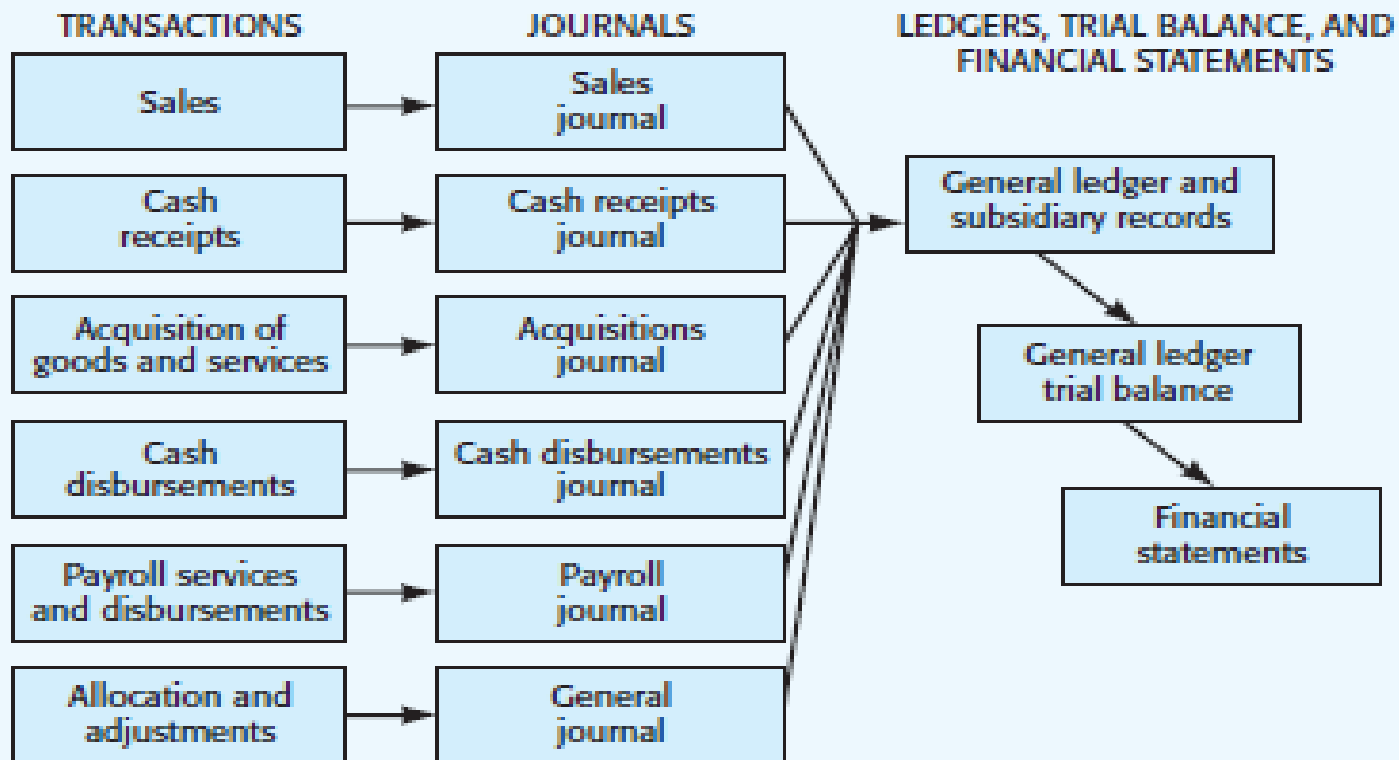 TRANSACTIONS
JOURNALS
LEDGERS, TRIAL BALANCE, AND
FINANCIAL STATEMENTS
Sales
Sales
journal
Cash
receipts
Cash receipts
journal
General ledger and
subsidiary records
Acquisition of
goods and services
Acquisitions
journal
General ledger
trial balance
Cash
disbursements
Cash disbursements
journal
Financial
statements
Payroll services
and disbursements
Payroll
journal
Allocation and
adjustments
General
journal